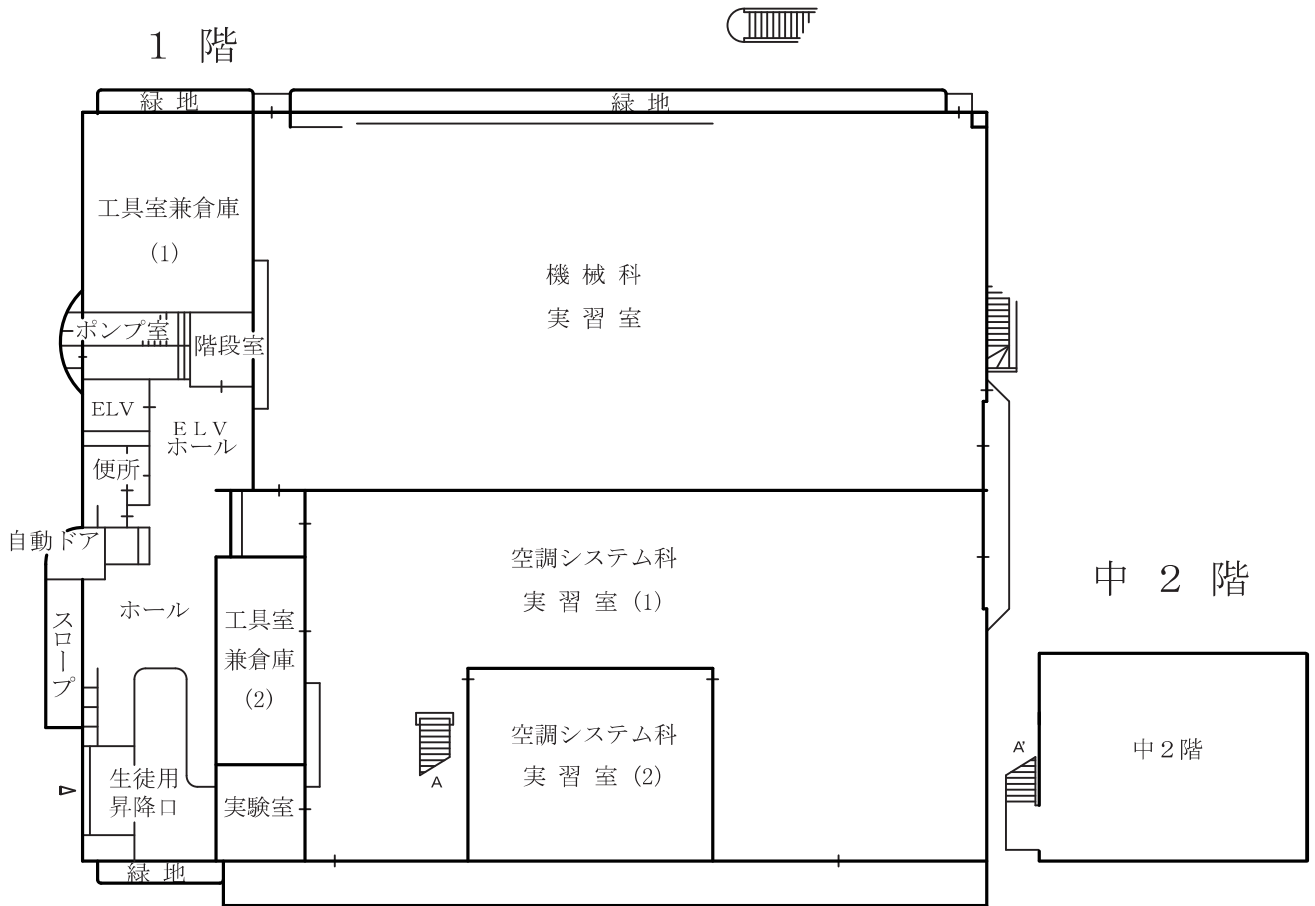 1 階
緑 地
緑 地
工具室兼倉庫
(1)
機 械 科
実 習 室
ポンプ室
階段室
ELV
ELV
ホール
便所
自動ドア
空調システム科
実 習 室 (1)
中 2 階
ホール
スロープ
工具室
兼倉庫
(2)
空調システム科
実 習 室 (2)
A
A'
中2階
生徒用
昇降口
実験室
緑 地